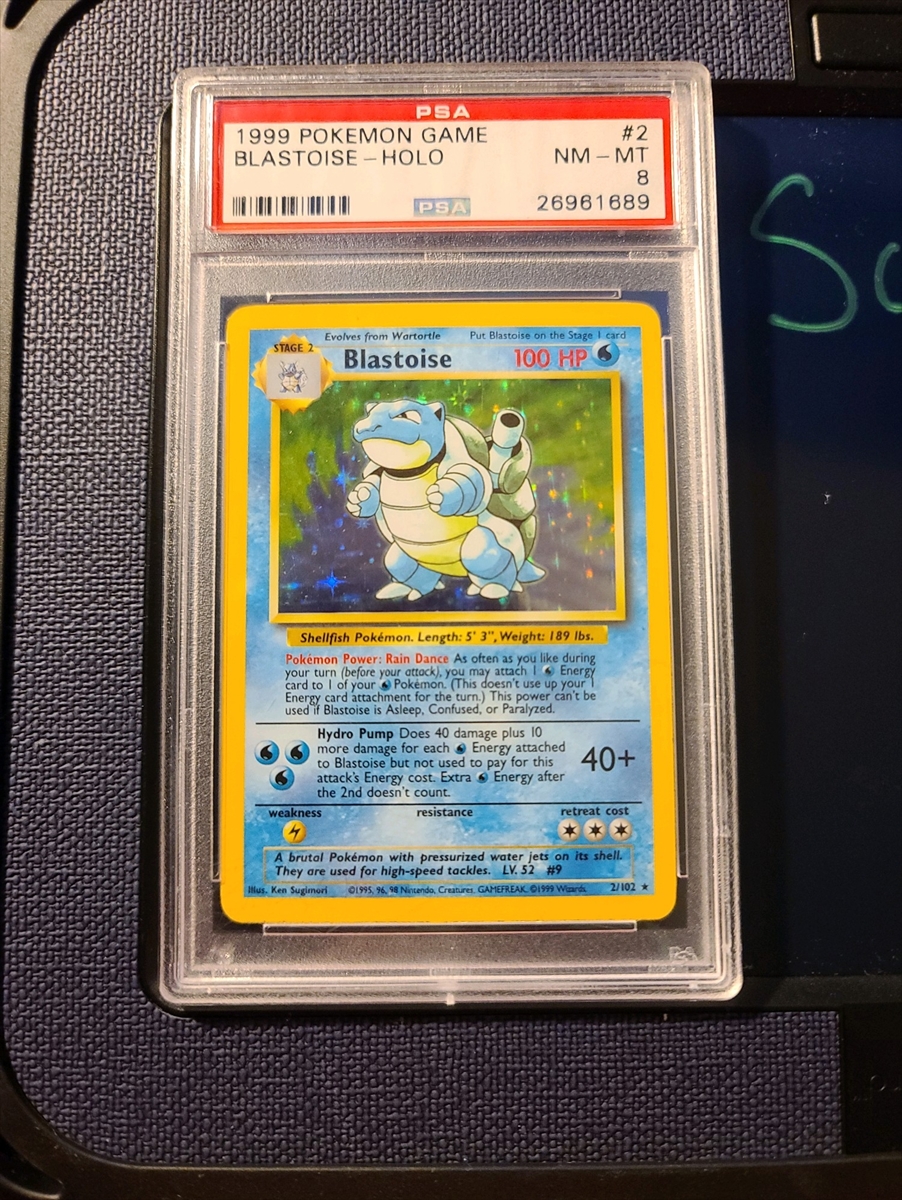 PSA
1999 POKEMON GAME #2
BLASTOISE – HOLO NM – MT
8
PSA 26961689
Evolves from Wartortle Put Blastoise on the Stage 1 card
STAGE 2 Blastoise 100 HP
Shellfish Pokémon. Length: 5' 3", Weight: 189 lbs.
Pokémon Power: Rain Dance As often as you like during
your turn (before your attack), you may attach 1 Energy
card to 1 of your Pokémon. (This doesn't use up your 1
Energy card attachment for the turn.) This power can't be
used if Blastoise is Asleep, Confused, or Paralyzed.
Hydro Pump Does 40 damage plus 10
more damage for each Energy attached
to Blastoise but not used to pay for this
attack's Energy cost. Extra Energy after
the 2nd doesn't count.
40+
weakness resistance retreat cost
A brutal Pokémon with pressurized water jets on its shell.
They are used for high-speed tackles. LV. 52 #9
Illus. Ken Sugimori ©1995, 96, 98 Nintendo, Creatures, GAMEFREAK. ©1999 Wizards. 2/102 ★